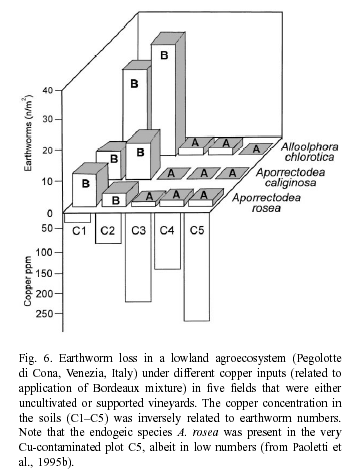 40
30
20
10
0
Earthworms (n/m²)
B
B
B
B
B
B
A
A
A
A
A
A
A
A
A
Alloolphora
chlorotica
Aporrectodea
caliginosa
Aporrectodea
rosea
C1
C2
C3
C4
C5
50
100
150
200
250
Copper ppm
Fig. 6. Earthworm loss in a lowland agroecosystem (Pegolotte
di Cona, Venezia, Italy) under different copper inputs (related to
application of Bordeaux mixture) in five fields that were either
uncultivated or supported vineyards. The copper concentration in
the soils (C1–C5) was inversely related to earthworm numbers.
Note that the endogeic species A. rosea was present in the very
Cu-contaminated plot C5, albeit in low numbers (from Paoletti et
al., 1995b).